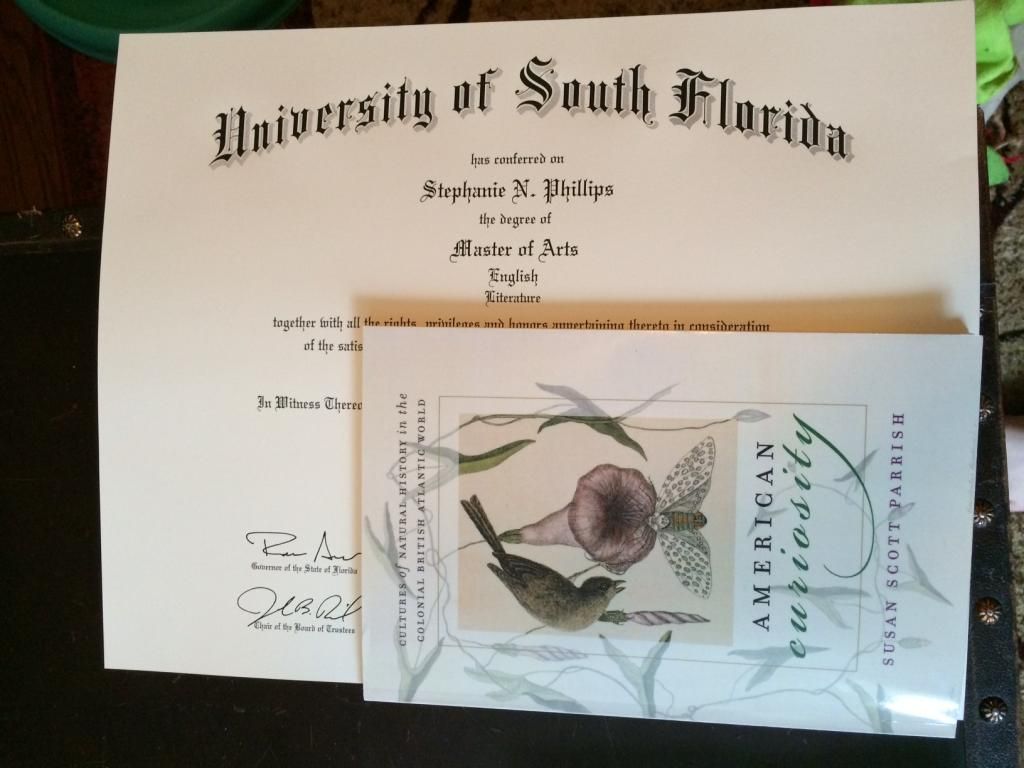 University of South Florida
has conferred on
Stephanie N. Phillips
the degree of
Master of Arts
English
Literature
together with all the rights, privileges and honors appertaining thereto in consideration
of the satis
In Witness Thereo
Governor of the State of Florida
Chair of the Board of Trustees
CULTURES of NATURAL HISTORY in the
COLONIAL BRITISH ATLANTIC WORLD
AMERICAN
curiosity
SUSAN SCOTT PARRISH